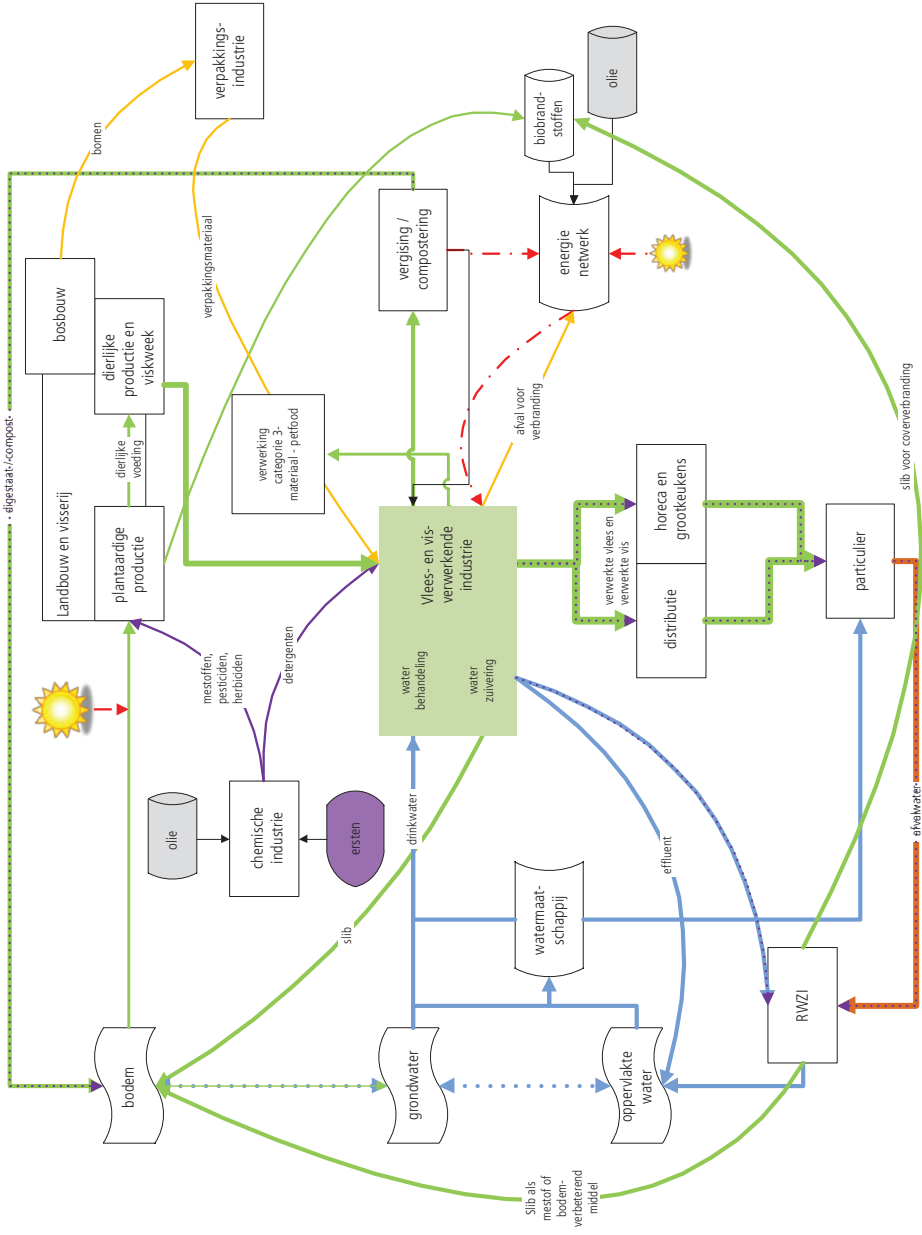 digestaat-/-compost
bomen
verpakkings-
industrie
verpakkingsmateriaal
bosbouw
Landbouw en visserij
plantaardige
productie
dierlijke
voeding
dierlijke
productie en
viskweek
verwerking
categorie 3-
materiaal - petfood
vergising /
compostering
biobrand-
stoffen
olie
energie
netwerk
afval voor
verbranding
mestoffen,
pesticiden,
herbicidden
detergenten
olie
chemische
industrie
ersten
bodem
slib
drinkwater
water
behandeling
water
zuivering
Vlees- en vis-
verwerkende
industrie
verwerkte vlees en
verwerkte vis
distributie
horeca en
grootkeukens
particulier
grondwater
oppervlakte
water
watermaat-
schappij
effluent
RWZI
Slib als
mestof of
bodem-
verbeterend
middel
afvalwater
slib voor coververbranding